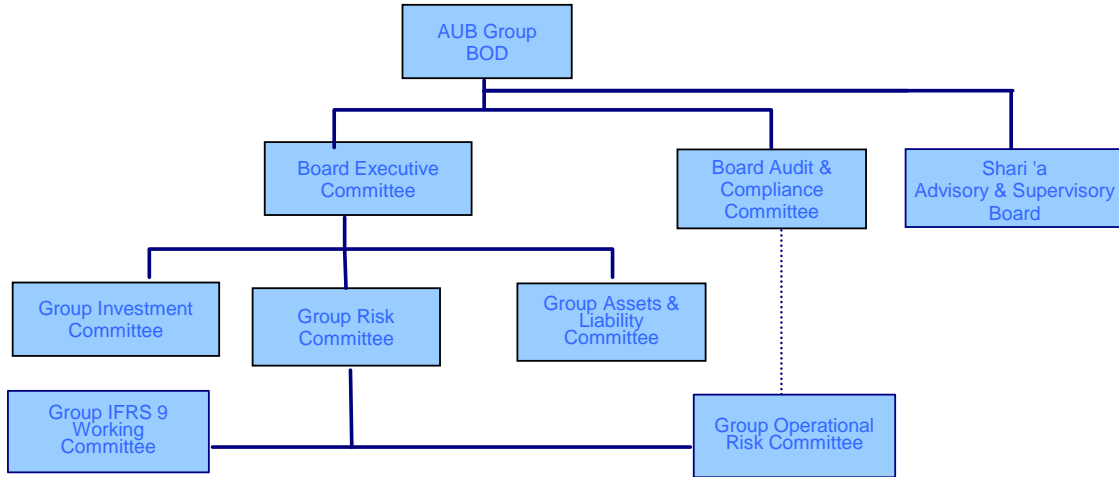 AUB Group
BOD
Board Executive
Committee
Board Audit &
Compliance
Committee
Shari 'a
Advisory & Supervisory
Board
Group Investment
Committee
Group Risk
Committee
Group Assets &
Liability
Committee
Group IFRS 9
Working
Committee
Group Operational
Risk Committee